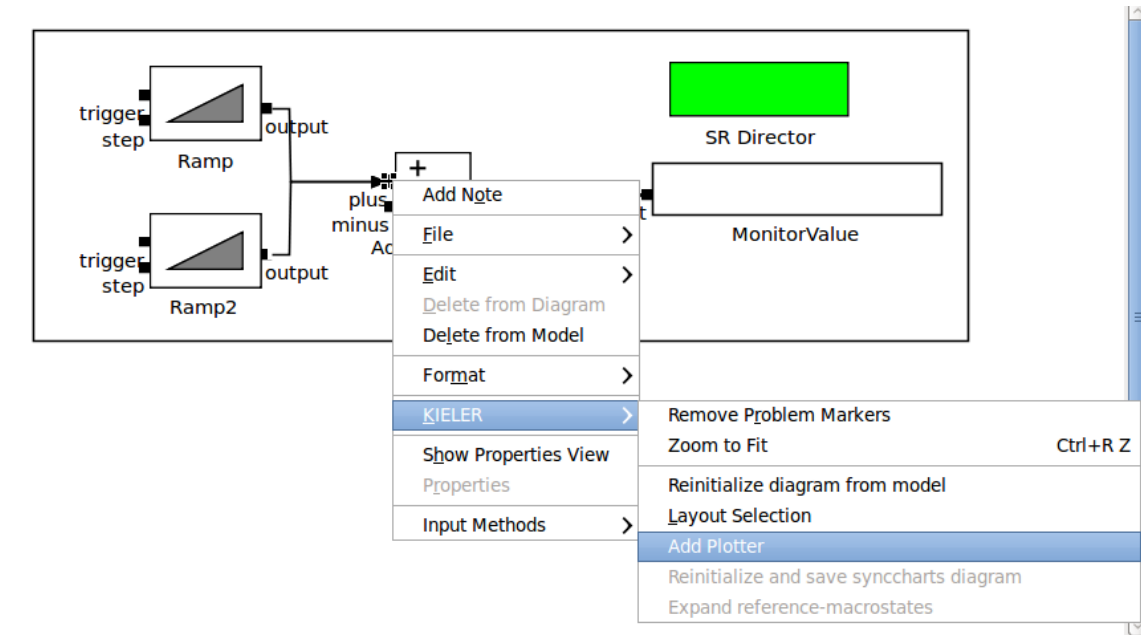 trigger
step
output
Ramp
SR Director
+
plus
minus
Ad
t
MonitorValue
trigger
step
output
Ramp2
Add Note
File
Edit
Delete from Diagram
Delete from Model
Format
KIELER
Show Properties View
Properties
Input Methods
Remove Problem Markers
Zoom to Fit Ctrl+R Z
Reinitialize diagram from model
Layout Selection
Add Plotter
Reinitialize and save synccharts diagram
Expand reference-macrostates